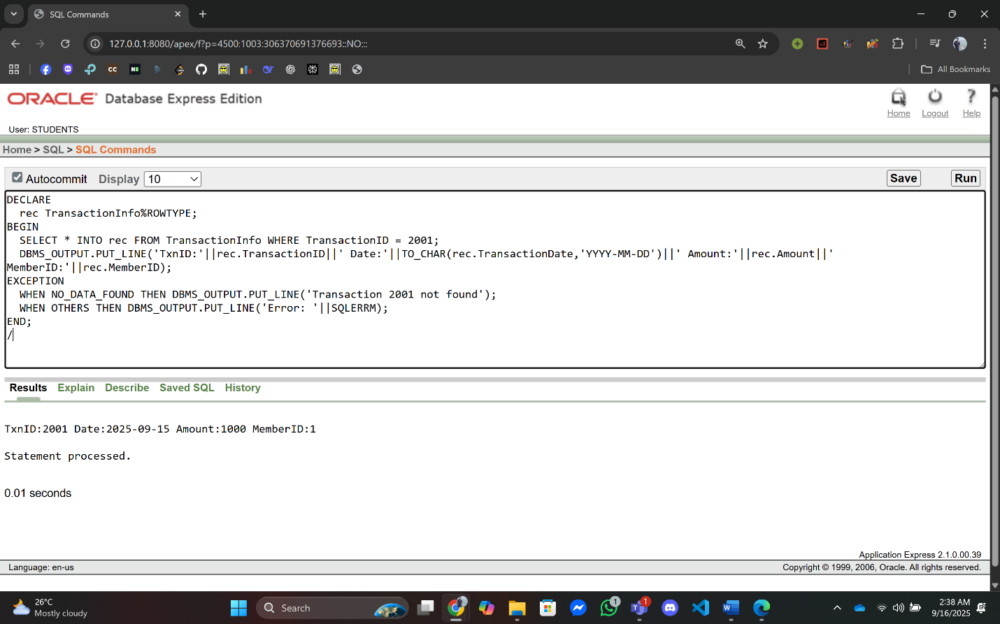 SQL Commands
127.0.0.1:8080/apex/f?p=4500:1003:306370691376693::NO:::
All Bookmarks
ORACLE Database Express Edition
Home Logout Help
User: STUDENTS
Home > SQL > SQL Commands
Autocommit Display 10 Save Run
DECLARE
rec TransactionInfo%ROWTYPE;
BEGIN
SELECT * INTO rec FROM TransactionInfo WHERE TransactionID = 2001;
DBMS_OUTPUT.PUT_LINE('TxnID:'||rec.TransactionID||' Date:'||TO_CHAR(rec.TransactionDate,'YYYY-MM-DD')||' Amount:'||rec.Amount||'
MemberID:'||rec.MemberID);
EXCEPTION
WHEN NO_DATA_FOUND THEN DBMS_OUTPUT.PUT_LINE('Transaction 2001 not found');
WHEN OTHERS THEN DBMS_OUTPUT.PUT_LINE('Error: '||SQLERRM);
END;
/
Results Explain Describe Saved SQL History
TxnID:2001 Date:2025-09-15 Amount:1000 MemberID:1
Statement processed.
0.01 seconds
Application Express 2.1.0.00.39
Language: en-us Copyright © 1999, 2006, Oracle. All rights reserved.
26°C
Mostly cloudy
Search
1
1
2:38 AM
9/16/2025